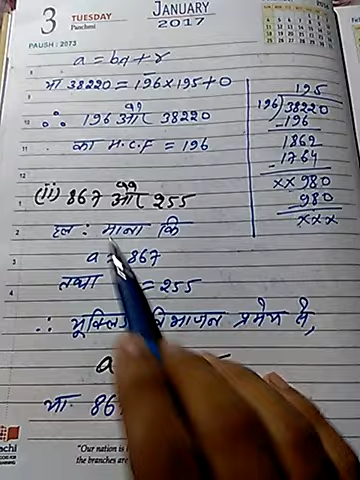 3 TUESDAY
Panchmi
JANUARY
2017
PAUSH : 2073
a = bq + r
या 38220 = 196 × 195 + 0
∴ 196 और 38220
का H.C.F = 196
195
196 ) 38220
-196
1862
-1764
××980
-980
×××
(ii) 867 और 255
हल : माना कि
a = 867
तथा = 255
∴ यूक्लिड विभाजन प्रमेय से,
a
या 86
"Our nation is
the branches are